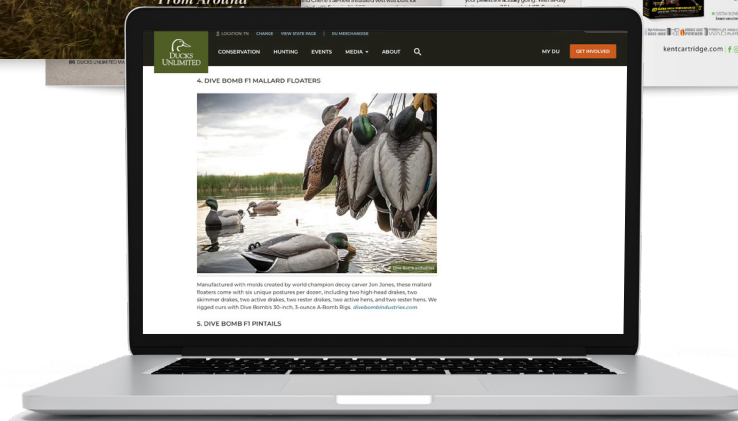 From Around
kentcartridge.com
LOCATION: TN CHANGE VIEW STATE PAGE | DU MERCHANDISE
DUCKS
UNLIMITED
CONSERVATION HUNTING EVENTS MEDIA ABOUT
MY DU GET INVOLVED
4. DIVE BOMB F1 MALLARD FLOATERS
Manufactured with molds created by world champion decoy carver Jon Jones, these mallard
floaters come with six unique postures per dozen, including two high-head drakes, two
skimmer drakes, two active drakes, two rester drakes, two active hens, and two rester hens. We
rigged ours with Dive Bomb's 30-inch, 3-ounce A-Bomb Rigs. divebombindustries.com
5. DIVE BOMB F1 PINTAILS